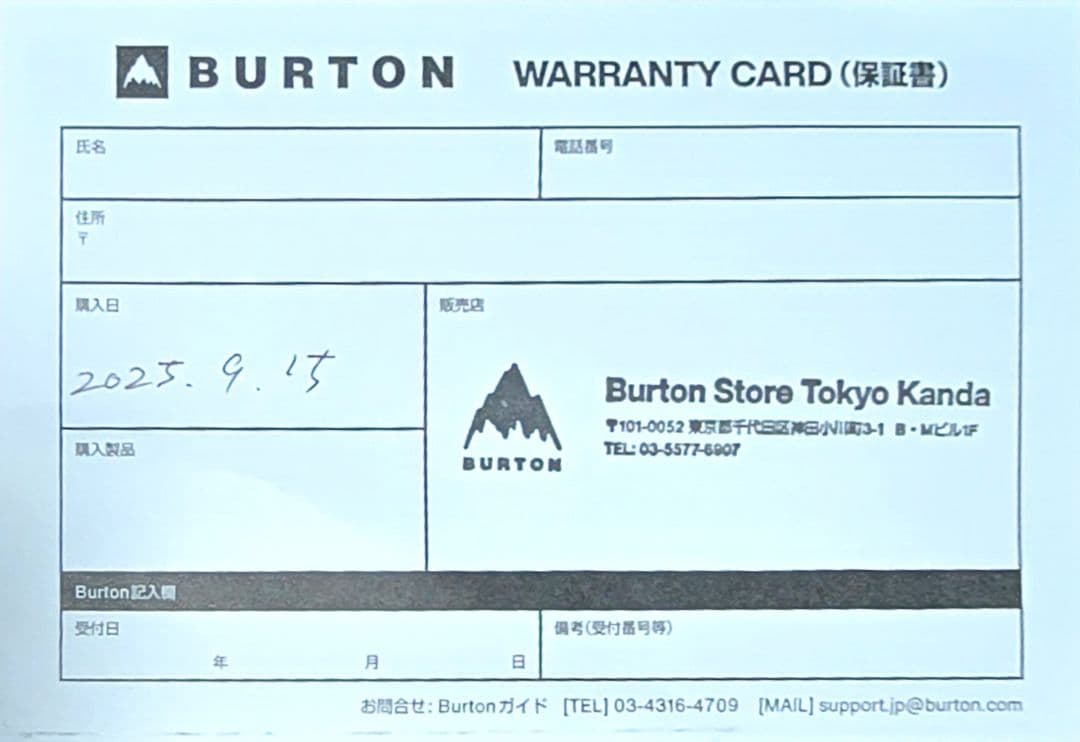 BURTON WARRANTY CARD(保証書)
氏名
電話番号
住所
〒
購入日
2025. 9. 15
販売店
BURTON
Burton Store Tokyo Kanda
〒101-0052 東京都千代田区神田小川町3-1 B・Mビル1F
TEL: 03-5577-6907
購入製品
Burton記入欄
受付日
年 月 日
備考(受付番号等)
お問合せ: Burtonガイド [TEL] 03-4316-4709 [MAIL] support.jp@burton.com